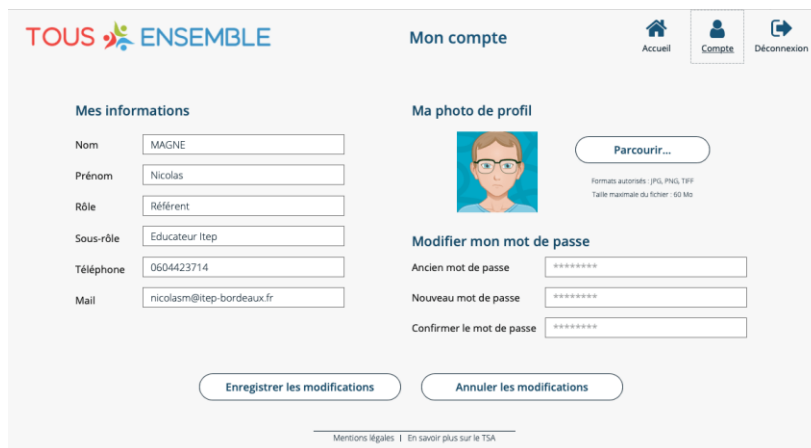 TOUS ENSEMBLE
Mon compte
Accueil
Compte
Déconnexion
Mes informations
Nom
MAGNE
Prénom
Nicolas
Rôle
Référent
Sous-rôle
Educateur Itep
Téléphone
0604423714
Mail
nicolasm@itep-bordeaux.fr
Ma photo de profil
Parcourir...
Formats autorisés : JPG, PNG, TIFF
Taille maximale du fichier : 60 Mo
Modifier mon mot de passe
Ancien mot de passe
********
Nouveau mot de passe
********
Confirmer le mot de passe
********
Enregistrer les modifications
Annuler les modifications
Mentions légales | En savoir plus sur le TSA